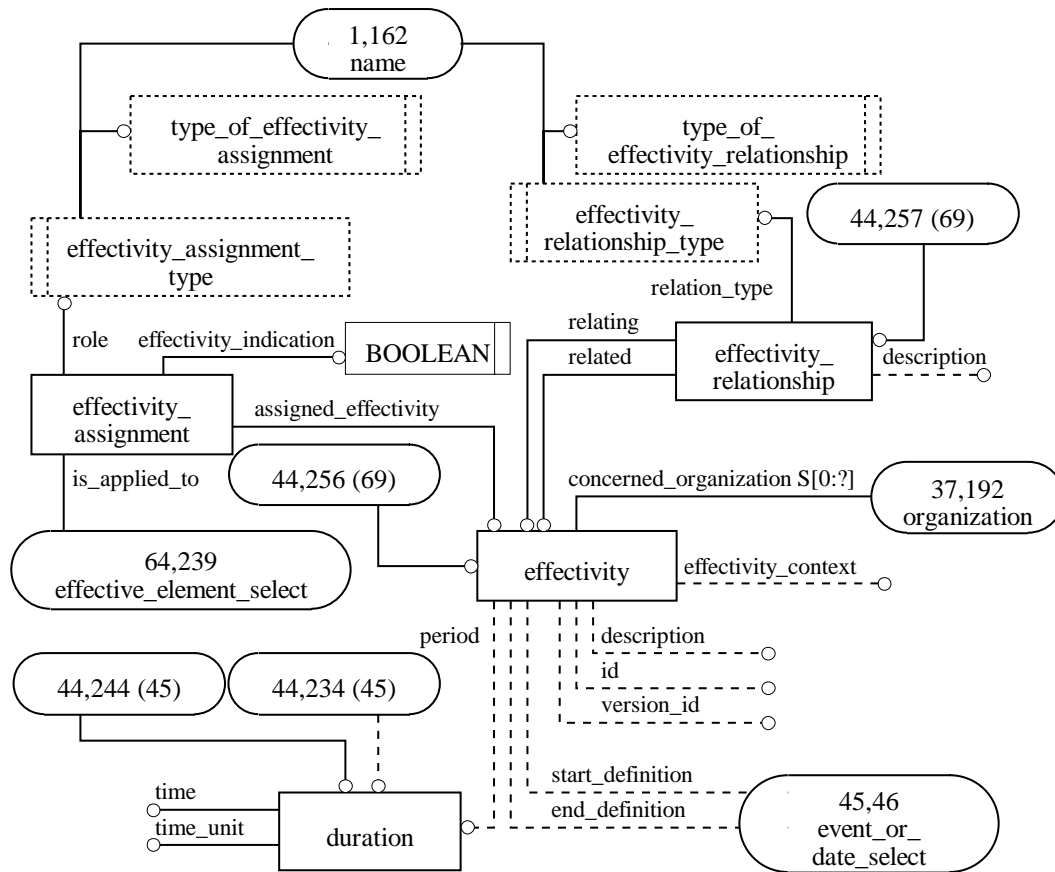 1,162
name
type_of_effectivity_
assignment
type_of_
effectivity_relationship
effectivity_assignment_
type
effectivity_
relationship_type
44,257 (69)
relation_type
role
effectivity_indication
BOOLEAN
relating
related
effectivity_
relationship
description
effectivity_
assignment
assigned_effectivity
is_applied_to
44,256 (69)
concerned_organization S[0:?]
37,192
organization
64,239
effective_element_select
effectivity
effectivity_context
period
description
id
version_id
44,244 (45)
44,234 (45)
start_definition
end_definition
time
time_unit
duration
45,46
event_or_
date_select